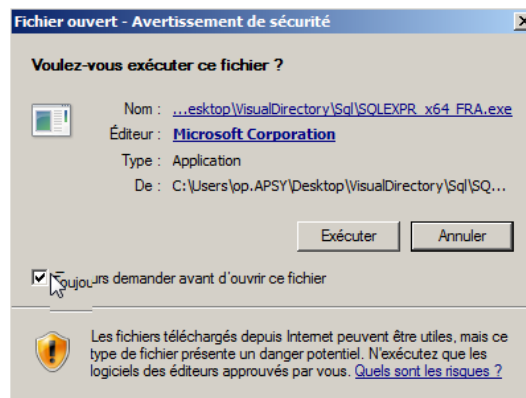 Fichier ouvert - Avertissement de sécurité
Voulez-vous exécuter ce fichier ?
Nom : ...esktop\VisualDirectory\Sql\SQLEXPR_x64_FRA.exe
Éditeur : Microsoft Corporation
Type : Application
De : C:\Users\op.APSY\Desktop\VisualDirectory\Sql\SQ...
Exécuter Annuler
Toujours demander avant d'ouvrir ce fichier
Les fichiers téléchargés depuis Internet peuvent être utiles, mais ce
type de fichier présente un danger potentiel. N'exécutez que les
logiciels des éditeurs approuvés par vous. Quels sont les risques ?